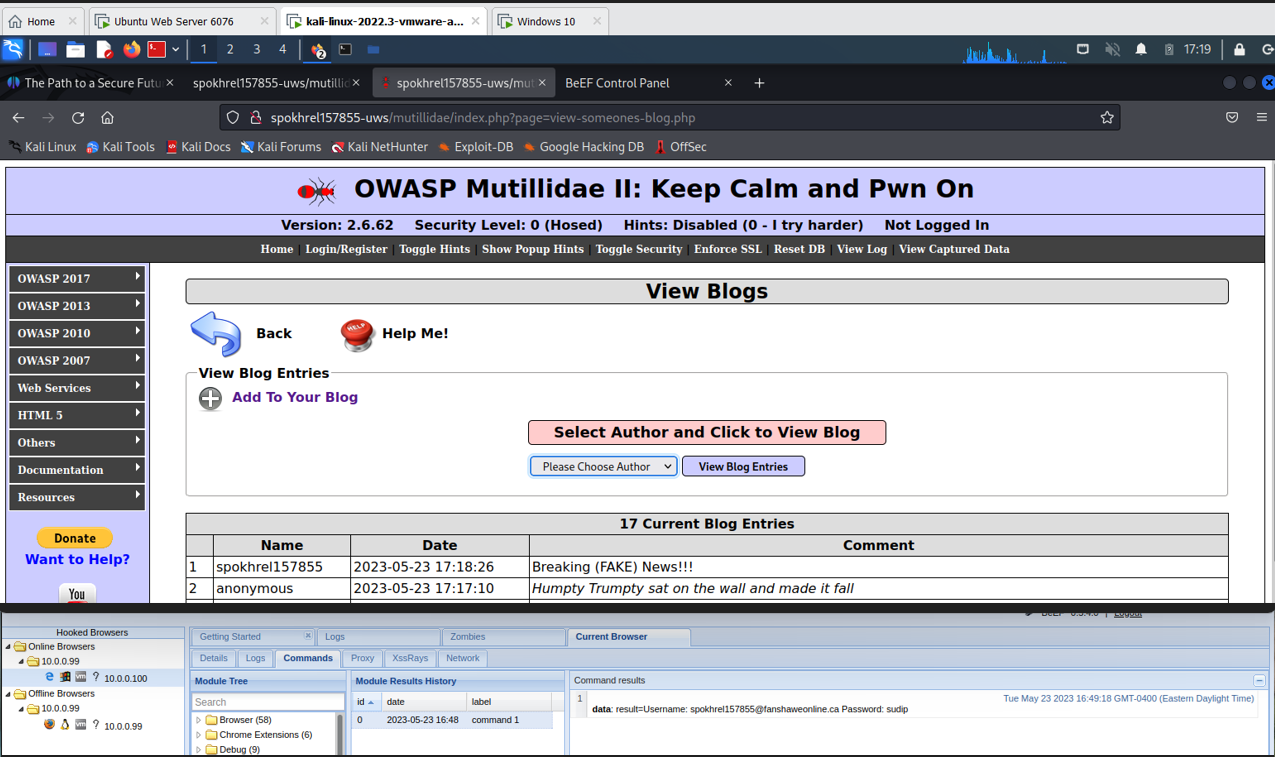 Home
Ubuntu Web Server 6076
kali-linux-2022.3-vmware-a...
Windows 10
1 2 3 4
2
17:19
The Path to a Secure Futu
spokhrel157855-uws/mutillid
spokhrel157855-uws/mut
BeEF Control Panel
spokhrel157855-uws/mutillidae/index.php?page=view-someones-blog.php
Kali Linux
Kali Tools
Kali Docs
Kali Forums
Kali NetHunter
Exploit-DB
Google Hacking DB
OffSec
OWASP Mutillidae II: Keep Calm and Pwn On
Version: 2.6.62 Security Level: 0 (Hosed) Hints: Disabled (0 - I try harder) Not Logged In
Home | Login/Register | Toggle Hints | Show Popup Hints | Toggle Security | Enforce SSL | Reset DB | View Log | View Captured Data
OWASP 2017
OWASP 2013
OWASP 2010
OWASP 2007
Web Services
HTML 5
Others
Documentation
Resources
Donate
Want to Help?
You
View Blogs
Back
HELP
Help Me!
View Blog Entries
Add To Your Blog
Select Author and Click to View Blog
Please Choose Author
View Blog Entries
17 Current Blog Entries
Name Date Comment
1 spokhrel157855 2023-05-23 17:18:26 Breaking (FAKE) News!!!
2 anonymous 2023-05-23 17:17:10 Humpty Trumpty sat on the wall and made it fall
Logout
Hooked Browsers
Online Browsers
10.0.0.99
? 10.0.0.100
Offline Browsers
10.0.0.99
? 10.0.0.99
Getting Started
Logs
Zombies
Current Browser
Details
Logs
Commands
Proxy
XssRays
Network
Module Tree
Search
Browser (58)
Chrome Extensions (6)
Debug (9)
Module Results History
id date label
0 2023-05-23 16:48 command 1
Command results
1
Tue May 23 2023 16:49:18 GMT-0400 (Eastern Daylight Time)
data: result=Username: spokhrel157855@fanshaweonline.ca Password: sudip